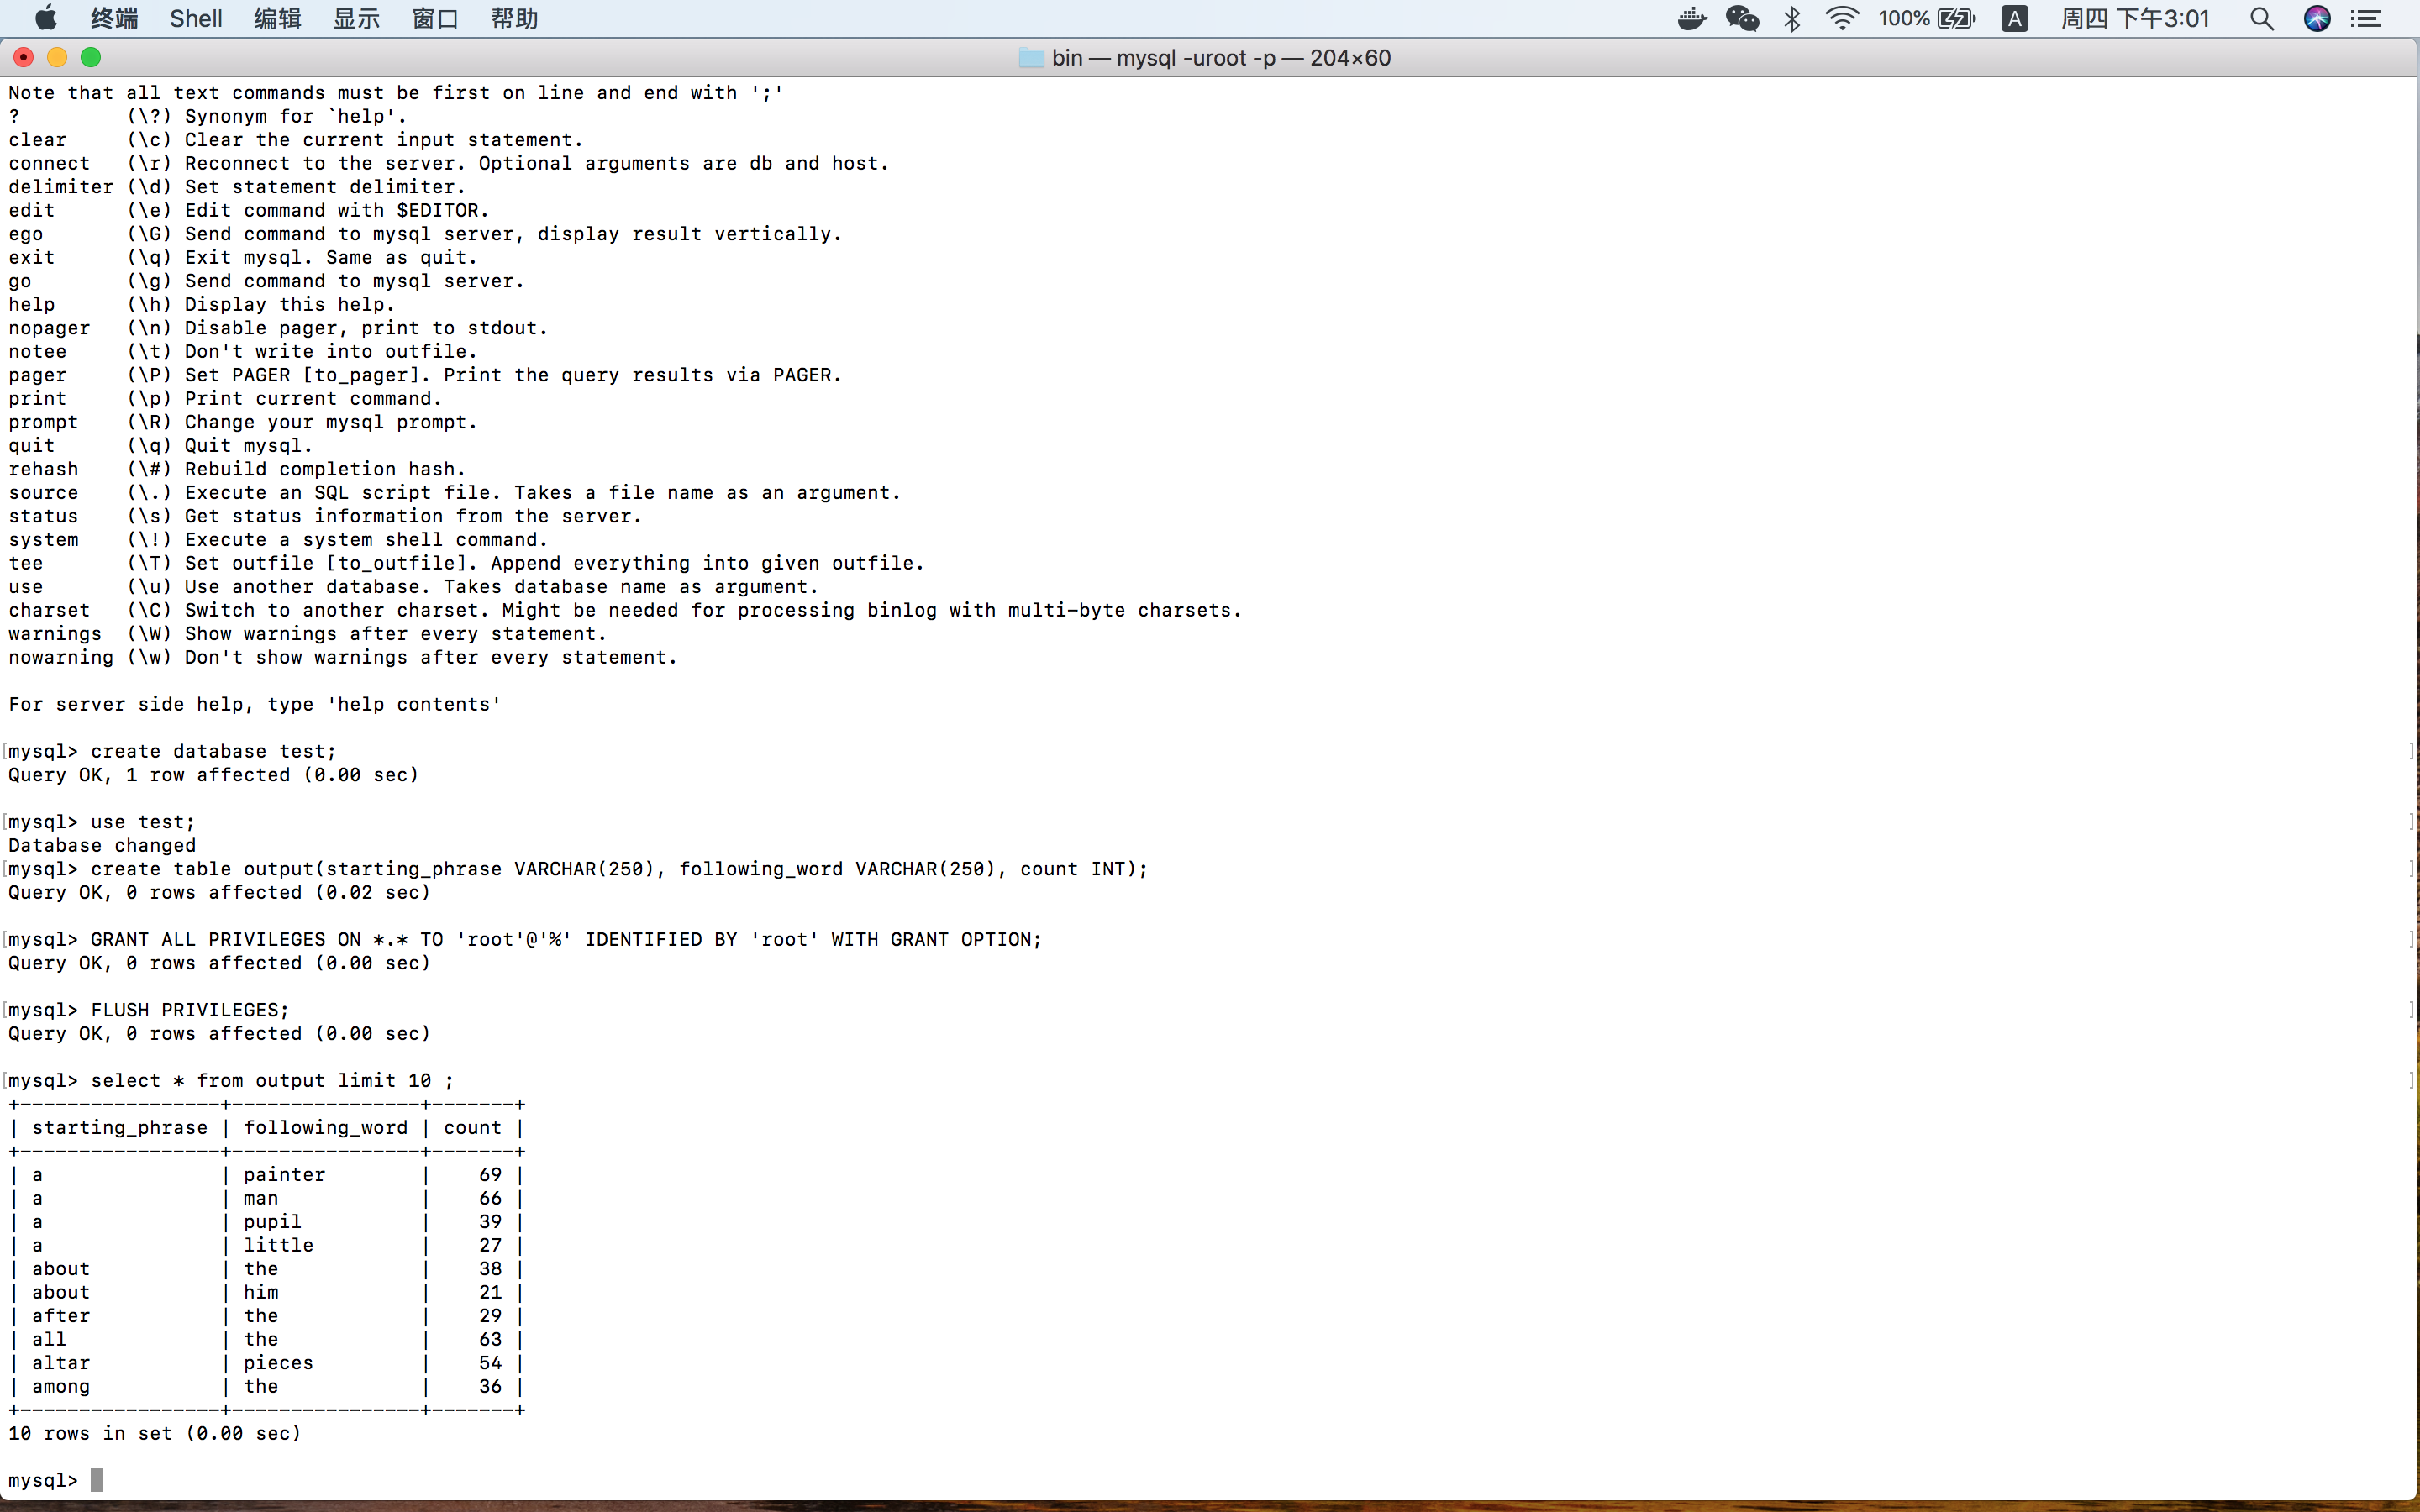 终端 Shell 编辑 显示 窗口 帮助 100% A 周四 下午3:01
bin — mysql -uroot -p — 204×60
Note that all text commands must be first on line and end with ';'
?         (\?) Synonym for `help'.
clear     (\c) Clear the current input statement.
connect   (\r) Reconnect to the server. Optional arguments are db and host.
delimiter (\d) Set statement delimiter.
edit      (\e) Edit command with $EDITOR.
ego       (\G) Send command to mysql server, display result vertically.
exit      (\q) Exit mysql. Same as quit.
go        (\g) Send command to mysql server.
help      (\h) Display this help.
nopager   (\n) Disable pager, print to stdout.
notee     (\t) Don't write into outfile.
pager     (\P) Set PAGER [to_pager]. Print the query results via PAGER.
print     (\p) Print current command.
prompt    (\R) Change your mysql prompt.
quit      (\q) Quit mysql.
rehash    (\#) Rebuild completion hash.
source    (\.) Execute an SQL script file. Takes a file name as an argument.
status    (\s) Get status information from the server.
system    (\!) Execute a system shell command.
tee       (\T) Set outfile [to_outfile]. Append everything into given outfile.
use       (\u) Use another database. Takes database name as argument.
charset   (\C) Switch to another charset. Might be needed for processing binlog with multi-byte charsets.
warnings  (\W) Show warnings after every statement.
nowarning (\w) Don't show warnings after every statement.
For server side help, type 'help contents'
[mysql> create database test; ]
Query OK, 1 row affected (0.00 sec)
[mysql> use test; ]
Database changed
[mysql> create table output(starting_phrase VARCHAR(250), following_word VARCHAR(250), count INT); ]
Query OK, 0 rows affected (0.02 sec)
[mysql> GRANT ALL PRIVILEGES ON *.* TO 'root'@'%' IDENTIFIED BY 'root' WITH GRANT OPTION; ]
Query OK, 0 rows affected (0.00 sec)
[mysql> FLUSH PRIVILEGES; ]
Query OK, 0 rows affected (0.00 sec)
[mysql> select * from output limit 10 ; ]
+-----------------+----------------+-------+
| starting_phrase | following_word | count |
+-----------------+----------------+-------+
| a               | painter        |    69 |
| a               | man            |    66 |
| a               | pupil          |    39 |
| a               | little         |    27 |
| about           | the            |    38 |
| about           | him            |    21 |
| after           | the            |    29 |
| all             | the            |    63 |
| altar           | pieces         |    54 |
| among           | the            |    36 |
+-----------------+----------------+-------+
10 rows in set (0.00 sec)
mysql>